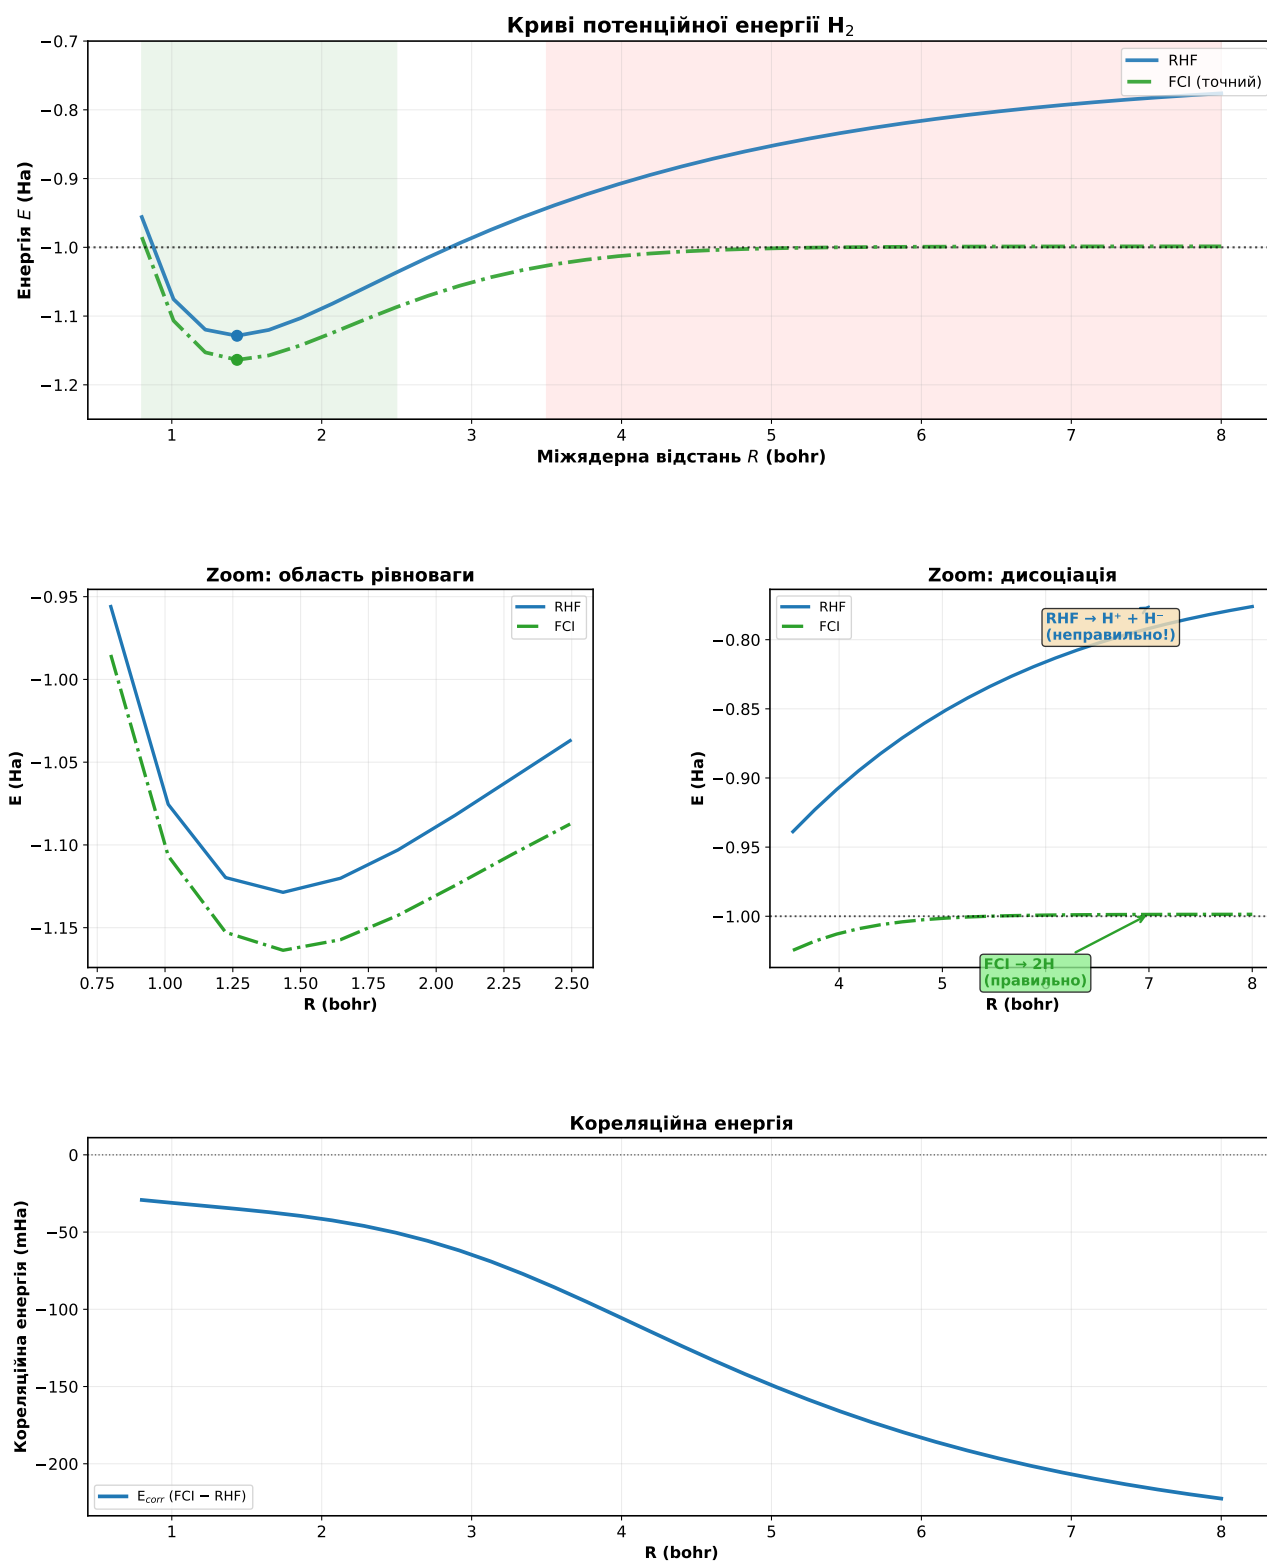 Криві потенційної енергії H₂
RHF
FCI (точний)
Енергія E (Ha)
−0.7
−0.8
−0.9
−1.0
−1.1
−1.2
1 2 3 4 5 6 7 8
Міжядерна відстань R (bohr)
Zoom: область рівноваги
RHF
FCI
E (Ha)
−0.95
−1.00
−1.05
−1.10
−1.15
0.75 1.00 1.25 1.50 1.75 2.00 2.25 2.50
R (bohr)
Zoom: дисоціація
RHF
FCI
RHF → H⁺ + H⁻
(неправильно!)
E (Ha)
−0.80
−0.85
−0.90
−0.95
−1.00
FCI → 2H
(правильно)
4 5 6 7 8
R (bohr)
Кореляційна енергія
Кореляційна енергія (mHa)
0
−50
−100
−150
−200
E_corr (FCI − RHF)
1 2 3 4 5 6 7 8
R (bohr)